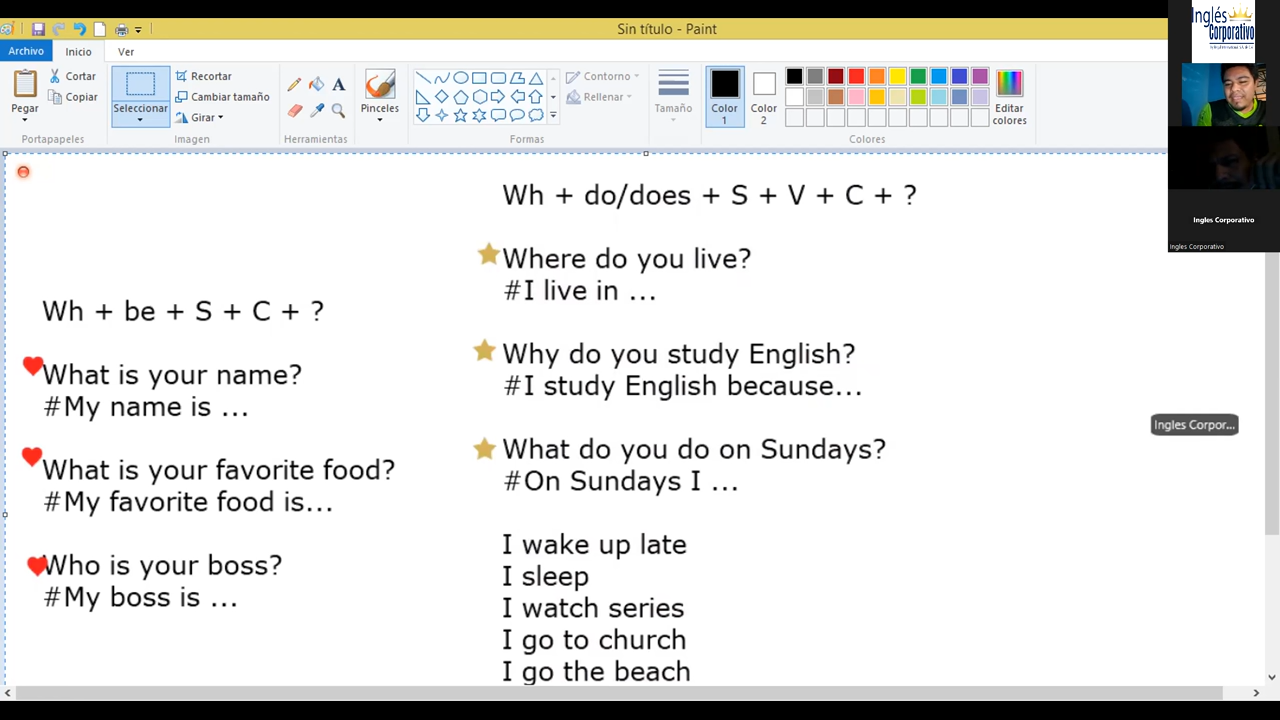 Sin título - Paint
Archivo
Inicio
Ver
Pegar
Cortar
Copiar
Portapapeles
Seleccionar
Recortar
Cambiar tamaño
Girar
Imagen
Herramientas
Pinceles
Contorno
Rellenar
Formas
Tamaño
Color 1
Color 2
Editar colores
Colores
Inglés
Corporativo
Ingles Corporativo
Ingles Corporativo
Ingles Corpor...
Wh + be + S + C + ?
What is your name?
#My name is ...
What is your favorite food?
#My favorite food is...
Who is your boss?
#My boss is ...
Wh + do/does + S + V + C + ?
Where do you live?
#I live in ...
Why do you study English?
#I study English because...
What do you do on Sundays?
#On Sundays I ...
I wake up late
I sleep
I watch series
I go to church
I go the beach